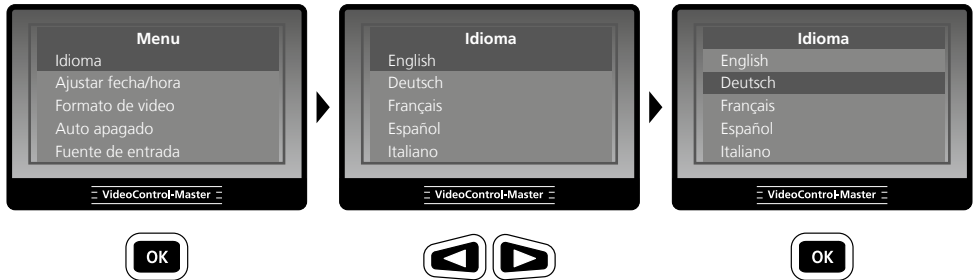 Menu
Idioma
Ajustar fecha/hora
Formato de video
Auto apagado
Fuente de entrada
VideoControl-Master
OK
Idioma
English
Deutsch
Français
Español
Italiano
VideoControl-Master
Idioma
English
Deutsch
Français
Español
Italiano
VideoControl-Master
OK